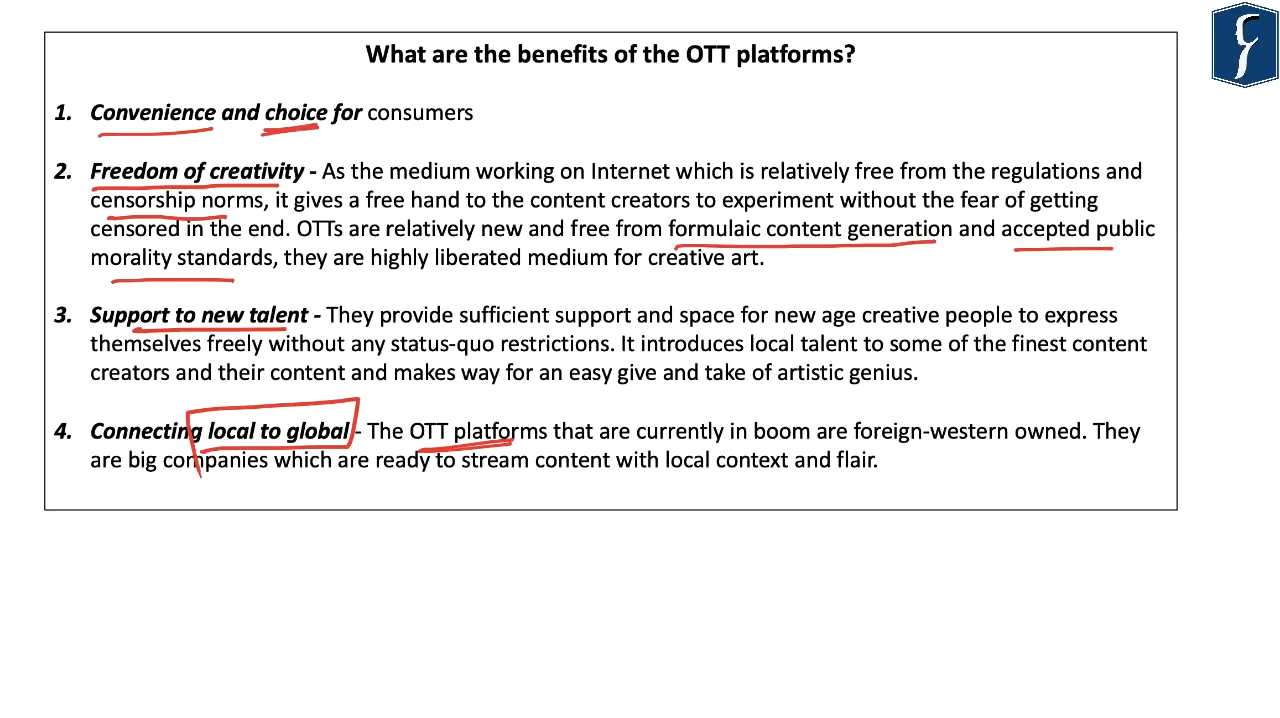 What are the benefits of the OTT platforms?
1. Convenience and choice for consumers
2. Freedom of creativity - As the medium working on Internet which is relatively free from the regulations and
censorship norms, it gives a free hand to the content creators to experiment without the fear of getting
censored in the end. OTTs are relatively new and free from formulaic content generation and accepted public
morality standards, they are highly liberated medium for creative art.
3. Support to new talent - They provide sufficient support and space for new age creative people to express
themselves freely without any status-quo restrictions. It introduces local talent to some of the finest content
creators and their content and makes way for an easy give and take of artistic genius.
4. Connecting local to global - The OTT platforms that are currently in boom are foreign-western owned. They
are big companies which are ready to stream content with local context and flair.